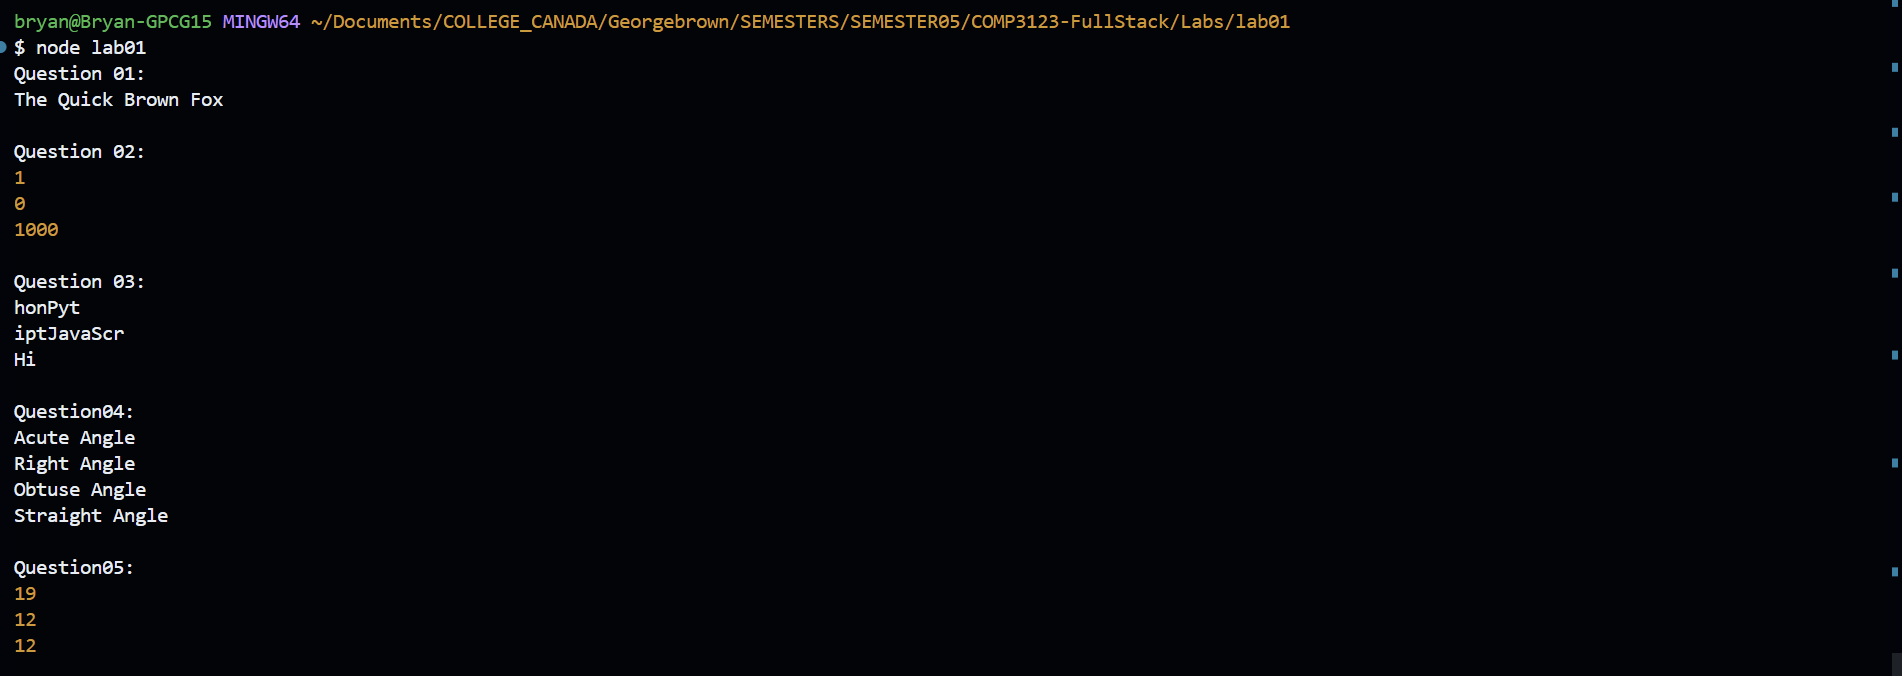 bryan@Bryan-GPCG15 MINGW64 ~/Documents/COLLEGE_CANADA/Georgebrown/SEMESTERS/SEMESTER05/COMP3123-FullStack/Labs/lab01
$ node lab01
Question 01:
The Quick Brown Fox
Question 02:
1
0
1000
Question 03:
honPyt
iptJavaScr
Hi
Question04:
Acute Angle
Right Angle
Obtuse Angle
Straight Angle
Question05:
19
12
12